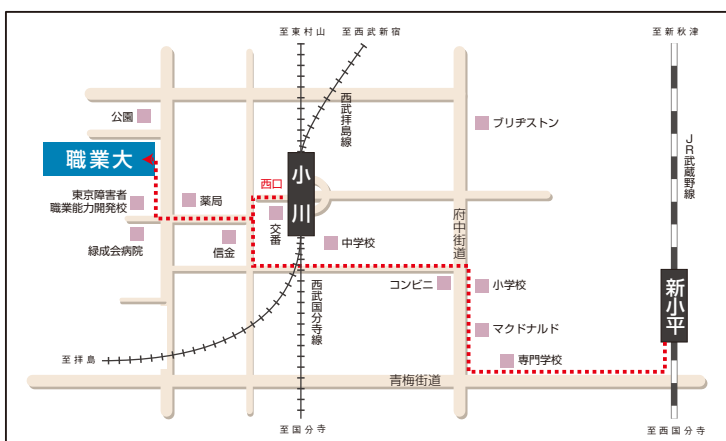 至東村山
至西武新宿
至新秋津
公園
西武拝島線
ブリヂストン
JR武蔵野線
職業大
小川
西口
東京障害者
職業能力開発校
薬局
交番
府中街道
緑成会病院
信金
中学校
西武国分寺線
コンビニ
小学校
新小平
マクドナルド
至拝島
専門学校
青梅街道
至国分寺
至西国分寺